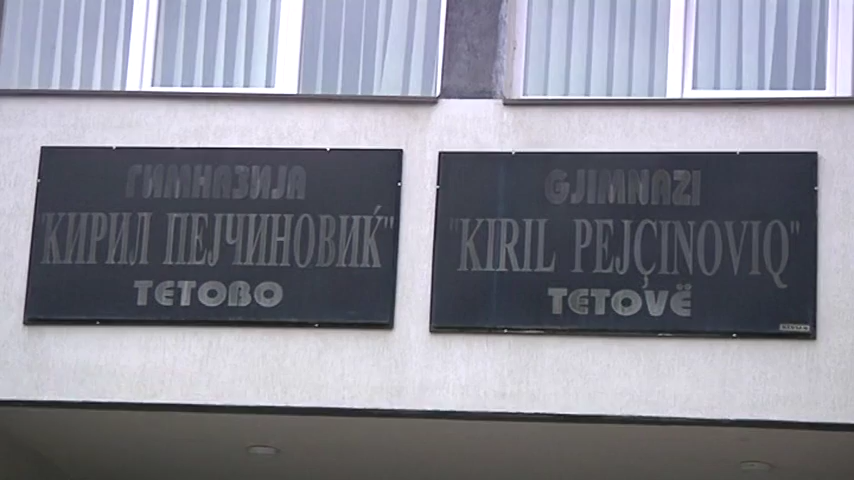 ГИМНАЗИЈА
"КИРИЛ ПЕЈЧИНОВИЌ"
ТЕТОВО
GJIMNAZI
"KIRIL PEJÇINOVIQ"
TETOVË